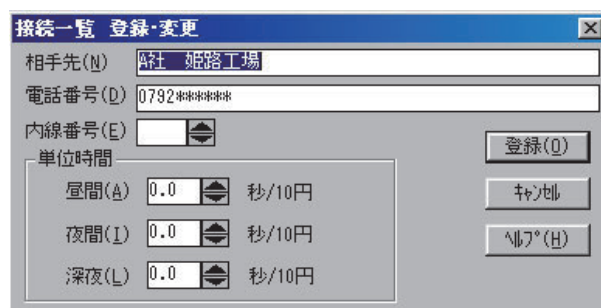 接続一覧 登録･変更
相手先(N) A社 姫路工場
電話番号(D) 0792******
内線番号(E)
登録(O)
単位時間
昼間(A) 0.0 秒/10円
ｷｬﾝｾﾙ
夜間(I) 0.0 秒/10円
ﾍﾙﾌﾟ(H)
深夜(L) 0.0 秒/10円